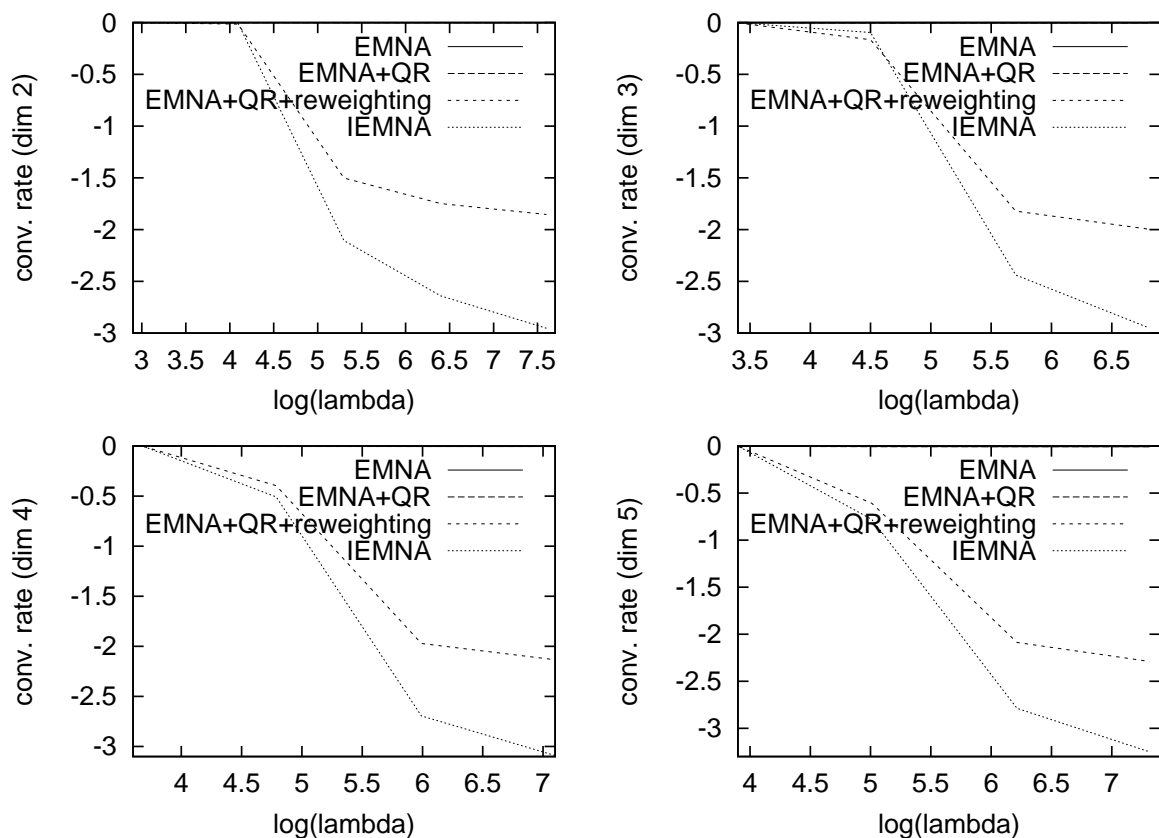 0
-0.5
-1
-1.5
-2
-2.5
-3
conv. rate (dim 2)
EMNA
EMNA+QR
EMNA+QR+reweighting
IEMNA
3 3.5 4 4.5 5 5.5 6 6.5 7 7.5
log(lambda)
0
-0.5
-1
-1.5
-2
-2.5
-3
conv. rate (dim 3)
EMNA
EMNA+QR
EMNA+QR+reweighting
IEMNA
3.5 4 4.5 5 5.5 6 6.5
log(lambda)
0
-0.5
-1
-1.5
-2
-2.5
-3
conv. rate (dim 4)
EMNA
EMNA+QR
EMNA+QR+reweighting
IEMNA
4 4.5 5 5.5 6 6.5 7
log(lambda)
0
-0.5
-1
-1.5
-2
-2.5
-3
conv. rate (dim 5)
EMNA
EMNA+QR
EMNA+QR+reweighting
IEMNA
4 4.5 5 5.5 6 6.5 7
log(lambda)